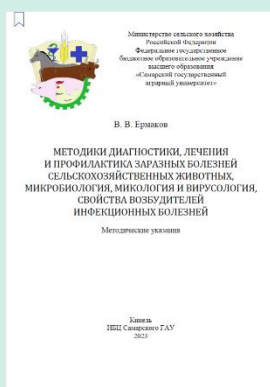 Министерство сельского хозяйства
Российской Федерации
Федеральное государственное
бюджетное образовательное учреждение
высшего образования
«Самарский государственный
аграрный университет»
В. В. Ермаков
МЕТОДИКИ ДИАГНОСТИКИ, ЛЕЧЕНИЯ
И ПРОФИЛАКТИКА ЗАРАЗНЫХ БОЛЕЗНЕЙ
СЕЛЬСКОХОЗЯЙСТВЕННЫХ ЖИВОТНЫХ,
МИКРОБИОЛОГИЯ, МИКОЛОГИЯ И ВИРУСОЛОГИЯ,
СВОЙСТВА ВОЗБУДИТЕЛЕЙ
ИНФЕКЦИОННЫХ БОЛЕЗНЕЙ
Методические указания
Кинель
ИБЦ Самарского ГАУ
2023